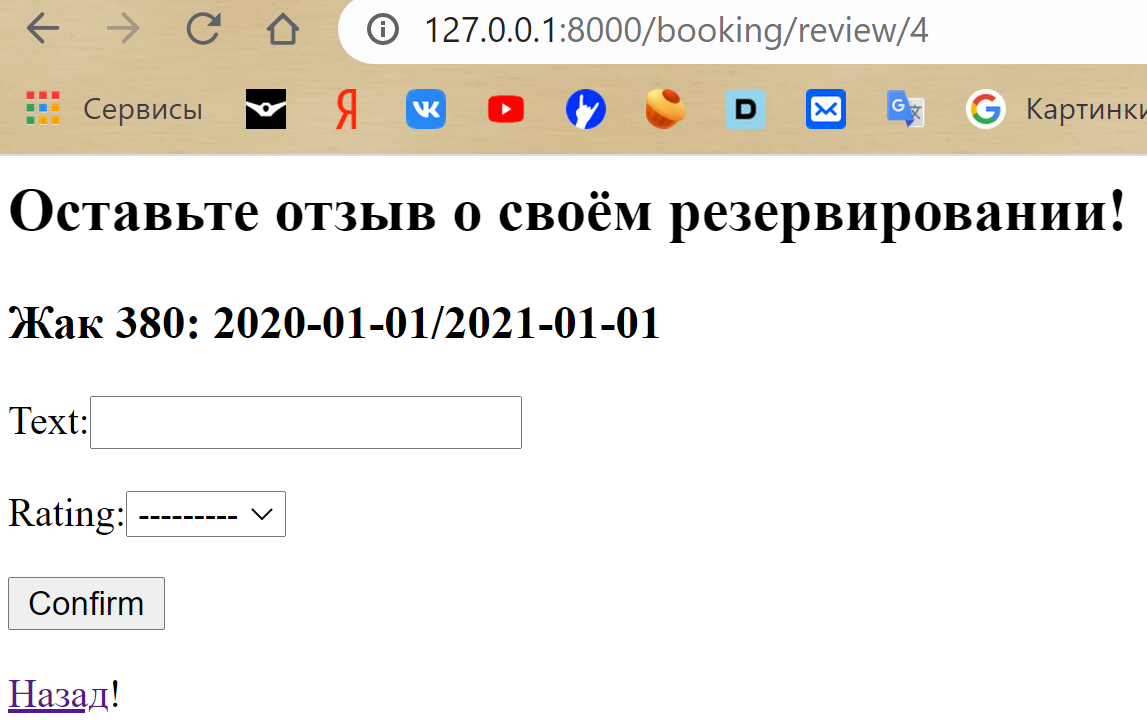 127.0.0.1:8000/booking/review/4
Сервисы Я D G Картинки
Оставьте отзыв о своём резервировании!
Жак 380: 2020-01-01/2021-01-01
Text:
Rating: ---------
Confirm
Назад!